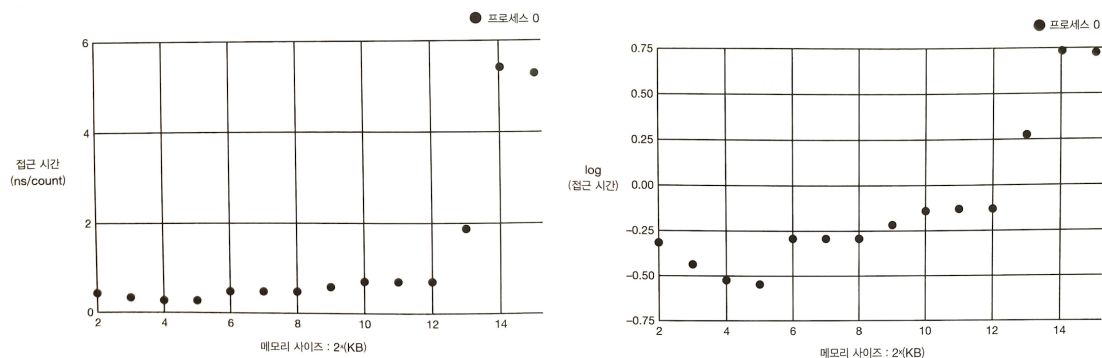 프로세스 0
6
4
접근 시간
(ns/count)
2
0
2 4 6 8 10 12 14
메모리 사이즈 : 2ˣ(KB)
프로세스 0
0.75
0.50
0.25
log
(접근 시간)
0.00
−0.25
−0.50
−0.75
2 4 6 8 10 12 14
메모리 사이즈 : 2ˣ(KB)